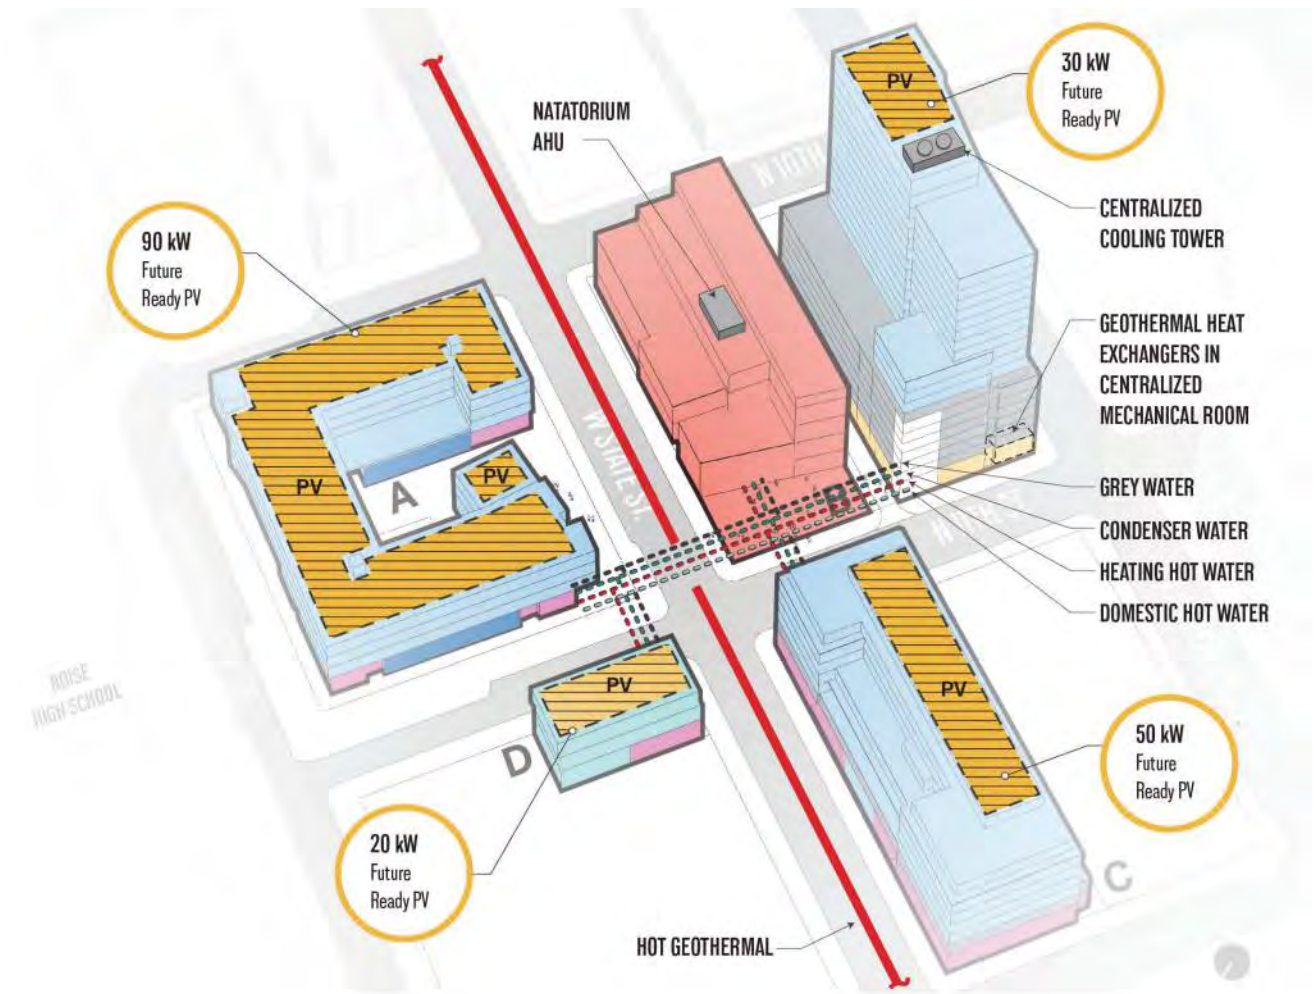 30 kW
Future
Ready PV
PV
NATATORIUM
AHU
N 10TH
CENTRALIZED
COOLING TOWER
90 kW
Future
Ready PV
GEOTHERMAL HEAT
EXCHANGERS IN
CENTRALIZED
MECHANICAL ROOM
W STATE ST.
PV
PV
A
GREY WATER
CONDENSER WATER
HEATING HOT WATER
DOMESTIC HOT WATER
BOISE
HIGH SCHOOL
PV
PV
D
50 kW
Future
Ready PV
20 kW
Future
Ready PV
C
HOT GEOTHERMAL